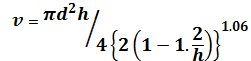 v = πd²h/4{2(1 − 1.2/h)}^1.06